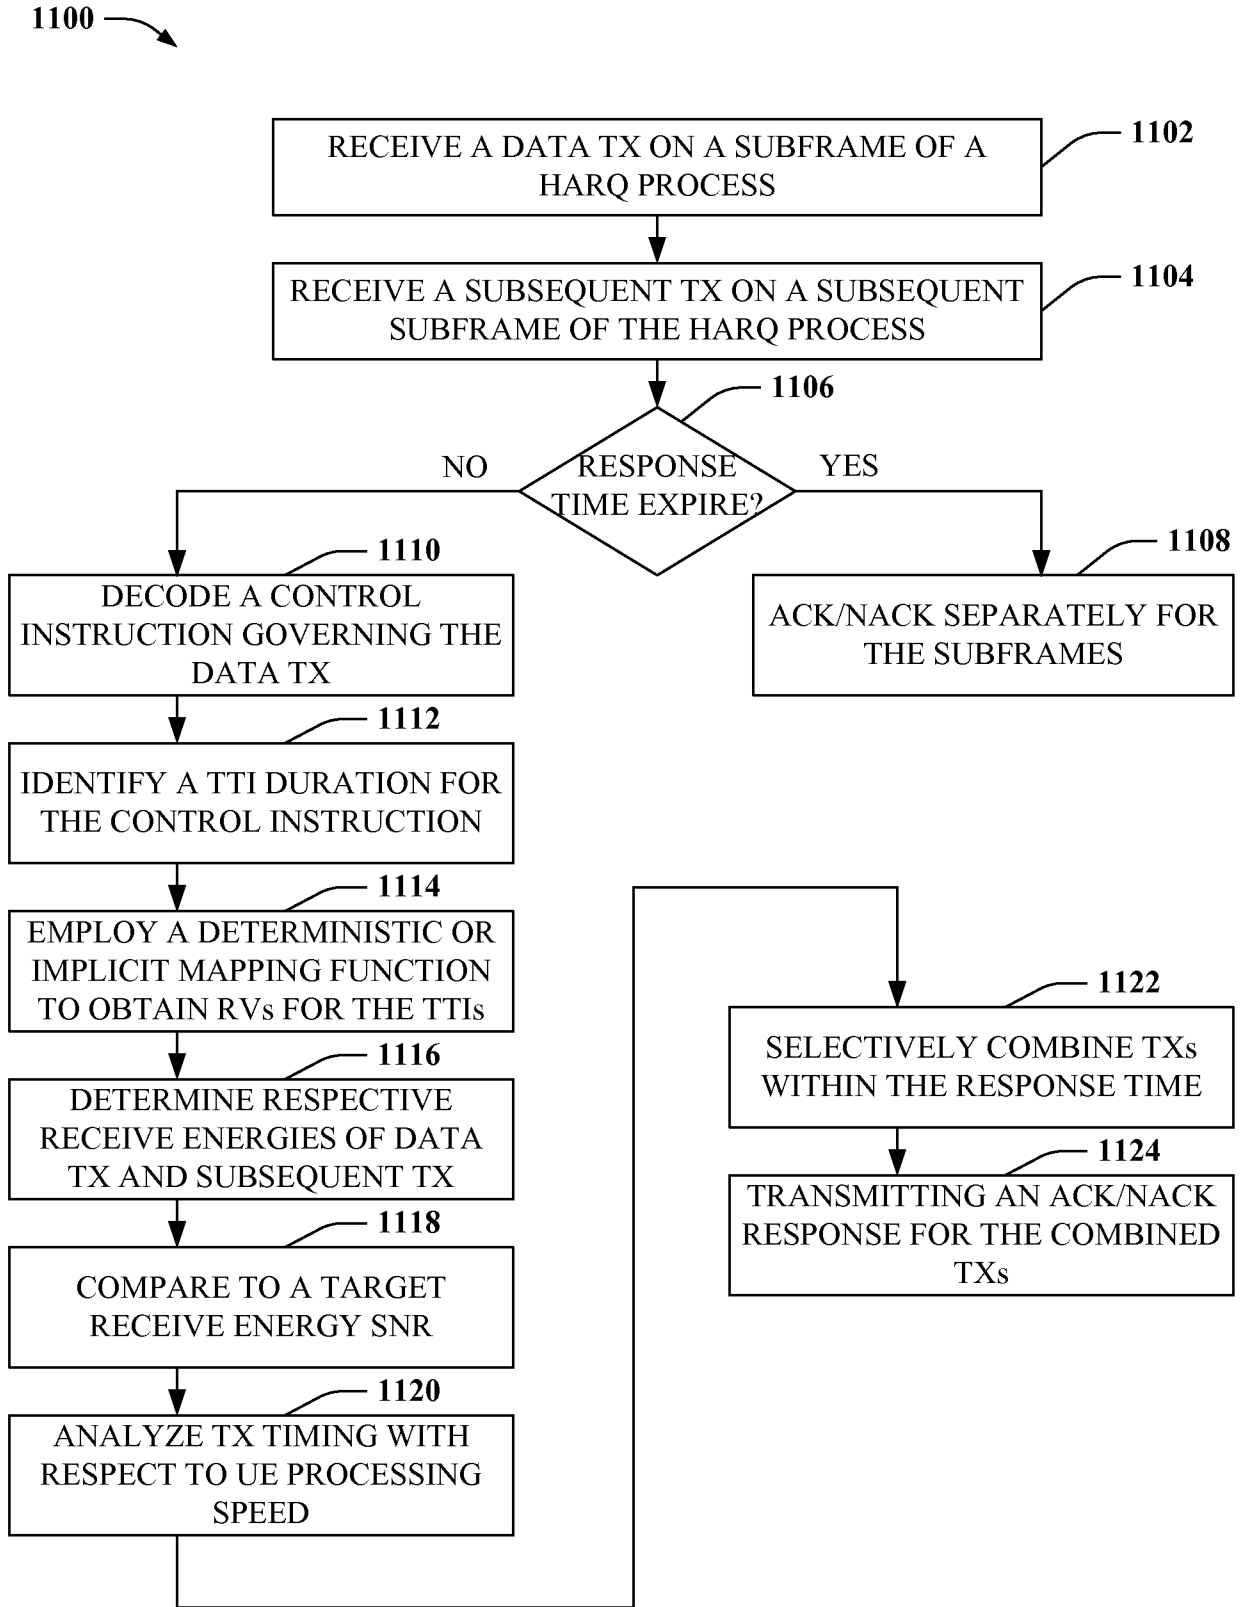 1100
RECEIVE A DATA TX ON A SUBFRAME OF A
HARQ PROCESS
1102
RECEIVE A SUBSEQUENT TX ON A SUBSEQUENT
SUBFRAME OF THE HARQ PROCESS
1104
1106
RESPONSE
TIME EXPIRE?
NO
YES
1108
ACK/NACK SEPARATELY FOR
THE SUBFRAMES
1110
DECODE A CONTROL
INSTRUCTION GOVERNING THE
DATA TX
1112
IDENTIFY A TTI DURATION FOR
THE CONTROL INSTRUCTION
1114
EMPLOY A DETERMINISTIC OR
IMPLICIT MAPPING FUNCTION
TO OBTAIN RVs FOR THE TTIs
1116
DETERMINE RESPECTIVE
RECEIVE ENERGIES OF DATA
TX AND SUBSEQUENT TX
1118
COMPARE TO A TARGET
RECEIVE ENERGY SNR
1120
ANALYZE TX TIMING WITH
RESPECT TO UE PROCESSING
SPEED
1122
SELECTIVELY COMBINE TXs
WITHIN THE RESPONSE TIME
1124
TRANSMITTING AN ACK/NACK
RESPONSE FOR THE COMBINED
TXs